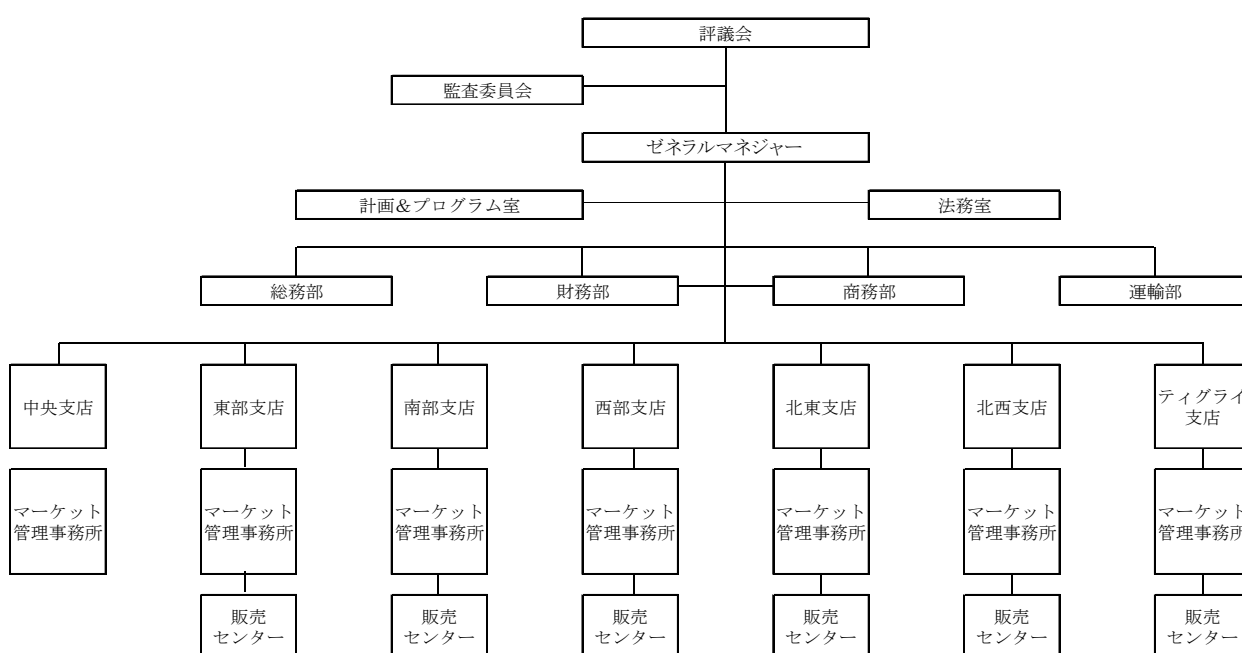 評議会
監査委員会
ゼネラルマネジャー
計画&プログラム室
法務室
総務部
財務部
商務部
運輸部
中央支店
東部支店
南部支店
西部支店
北東支店
北西支店
ティグライ
支店
マーケット
管理事務所
マーケット
管理事務所
マーケット
管理事務所
マーケット
管理事務所
マーケット
管理事務所
マーケット
管理事務所
マーケット
管理事務所
販売
センター
販売
センター
販売
センター
販売
センター
販売
センター
販売
センター